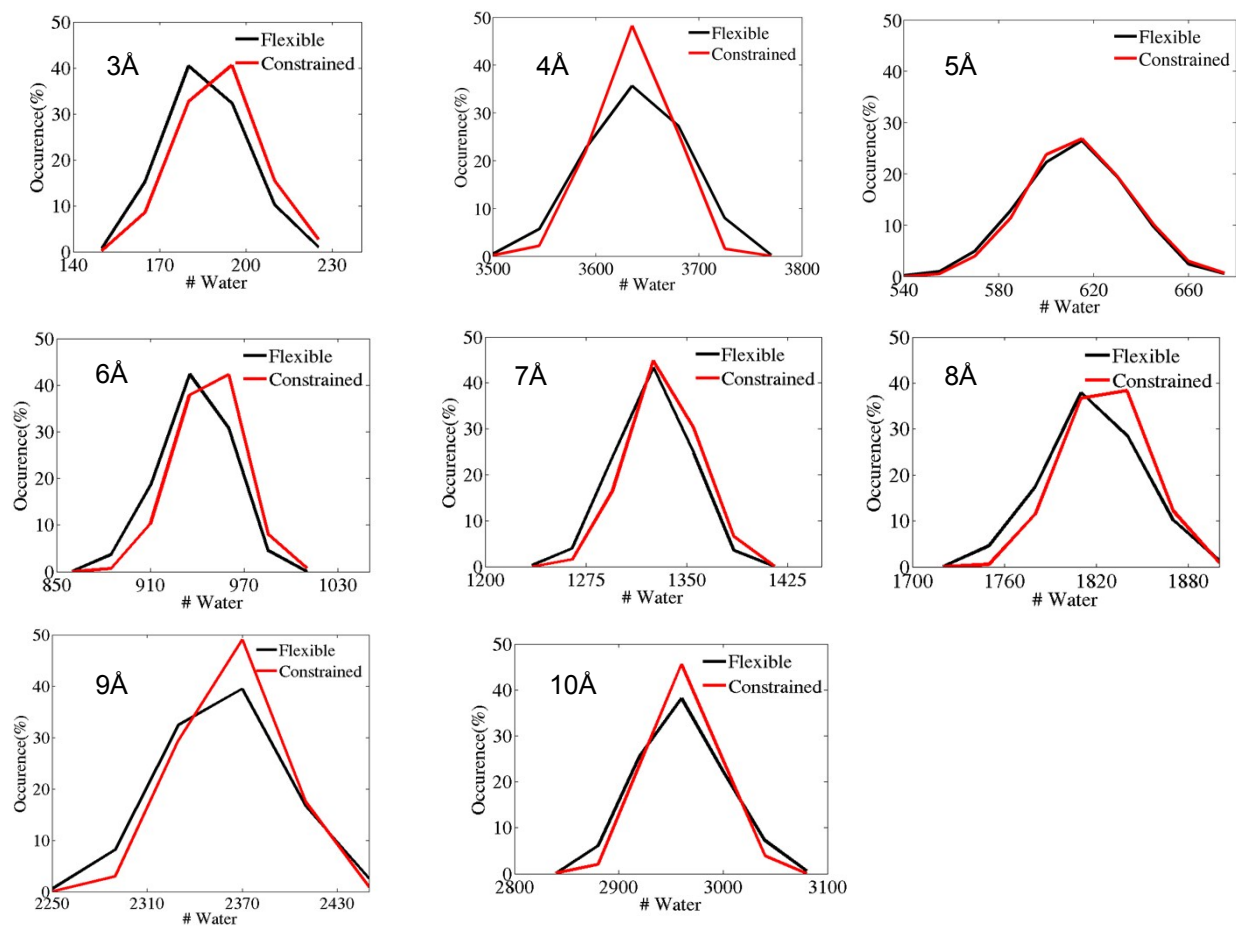 50
40
30
20
10
0
3Å
Flexible
Constrained
Occurence(%)
140 170 200 230
# Water
50
40
30
20
10
0
4Å
Flexible
Constrained
Occurence(%)
3500 3600 3700 3800
# Water
50
40
30
20
10
0
5Å
Flexible
Constrained
Occurence(%)
540 580 620 660
# Water
50
40
30
20
10
0
6Å
Flexible
Constrained
Occurence(%)
850 910 970 1030
# Water
50
40
30
20
10
0
7Å
Flexible
Constrained
Occurence(%)
1200 1275 1350 1425
# Water
50
40
30
20
10
0
8Å
Flexible
Constrained
Occurence(%)
1700 1760 1820 1880
# Water
50
40
30
20
10
0
9Å
Flexible
Constrained
Occurence(%)
2250 2310 2370 2430
# Water
50
40
30
20
10
0
10Å
Flexible
Constrained
Occurence(%)
2800 2900 3000 3100
# Water